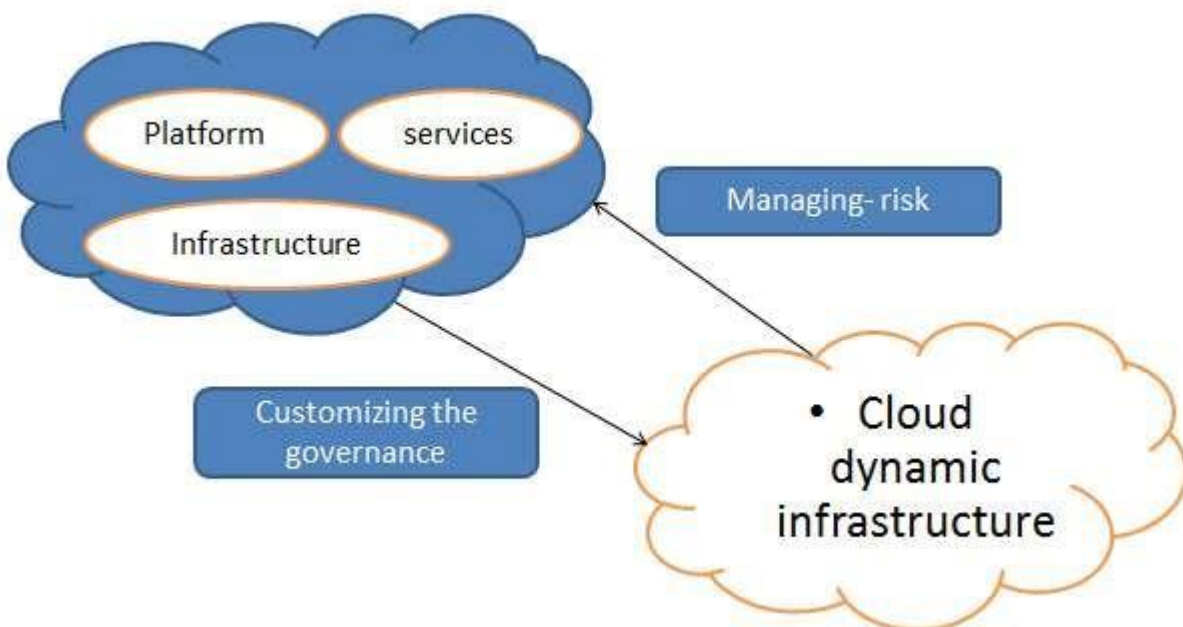 Platform
services
Infrastructure
Managing- risk
Customizing the
governance
• Cloud
dynamic
infrastructure